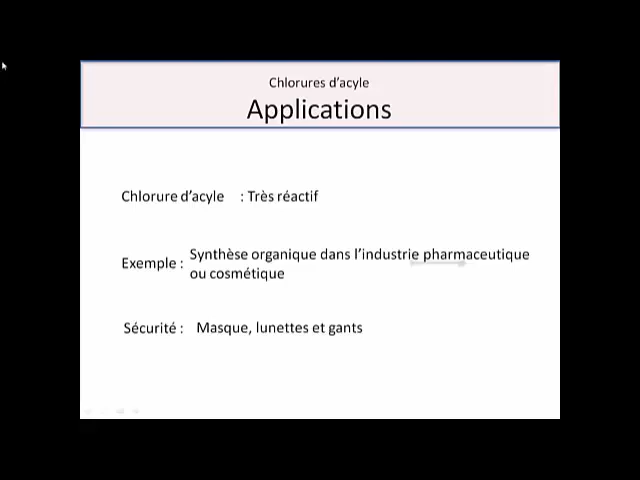 Chlorures d'acyle
Applications
Chlorure d'acyle : Très réactif
Exemple : Synthèse organique dans l'industrie pharmaceutique
ou cosmétique
Sécurité : Masque, lunettes et gants